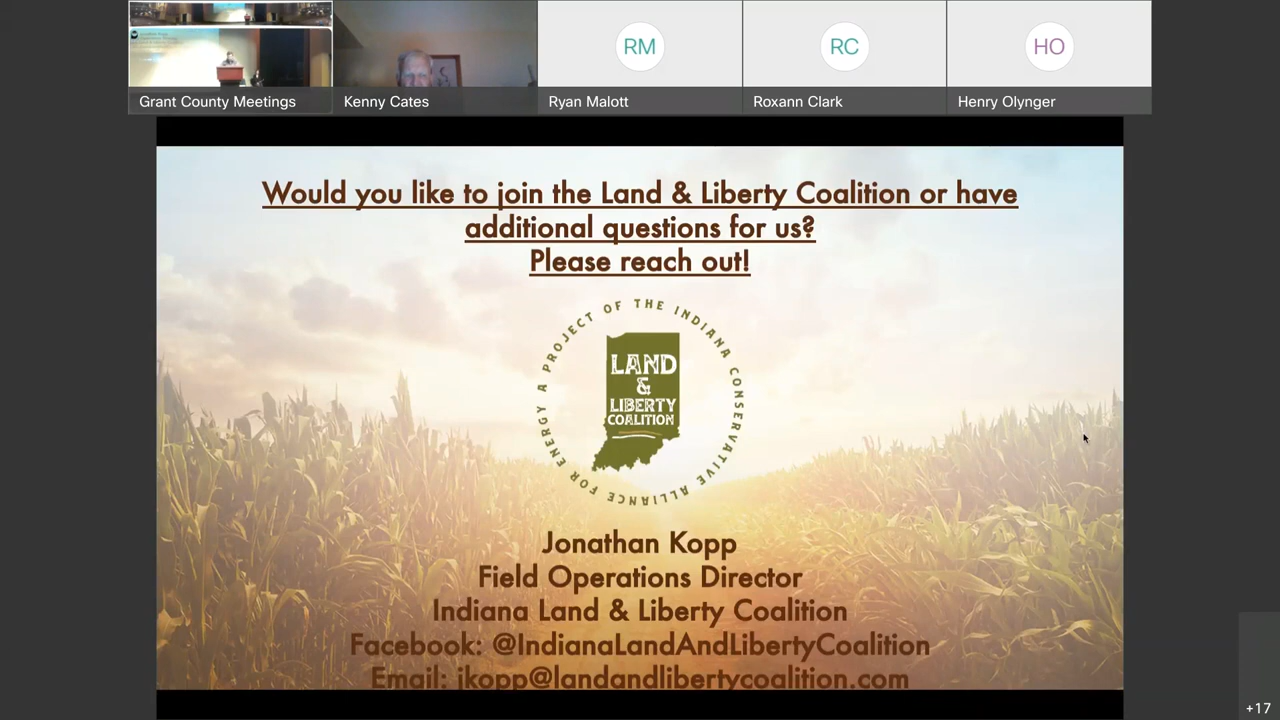 RM
RC
HO
Grant County Meetings
Kenny Cates
Ryan Malott
Roxann Clark
Henry Olynger
Would you like to join the Land & Liberty Coalition or have
additional questions for us?
Please reach out!
A PROJECT OF THE INDIANA CONSERVATIVE ALLIANCE FOR ENERGY
LAND
&
LIBERTY
COALITION
Jonathan Kopp
Field Operations Director
Indiana Land & Liberty Coalition
Facebook: @IndianaLandAndLibertyCoalition
Email: jkopp@landandlibertycoalition.com
+17